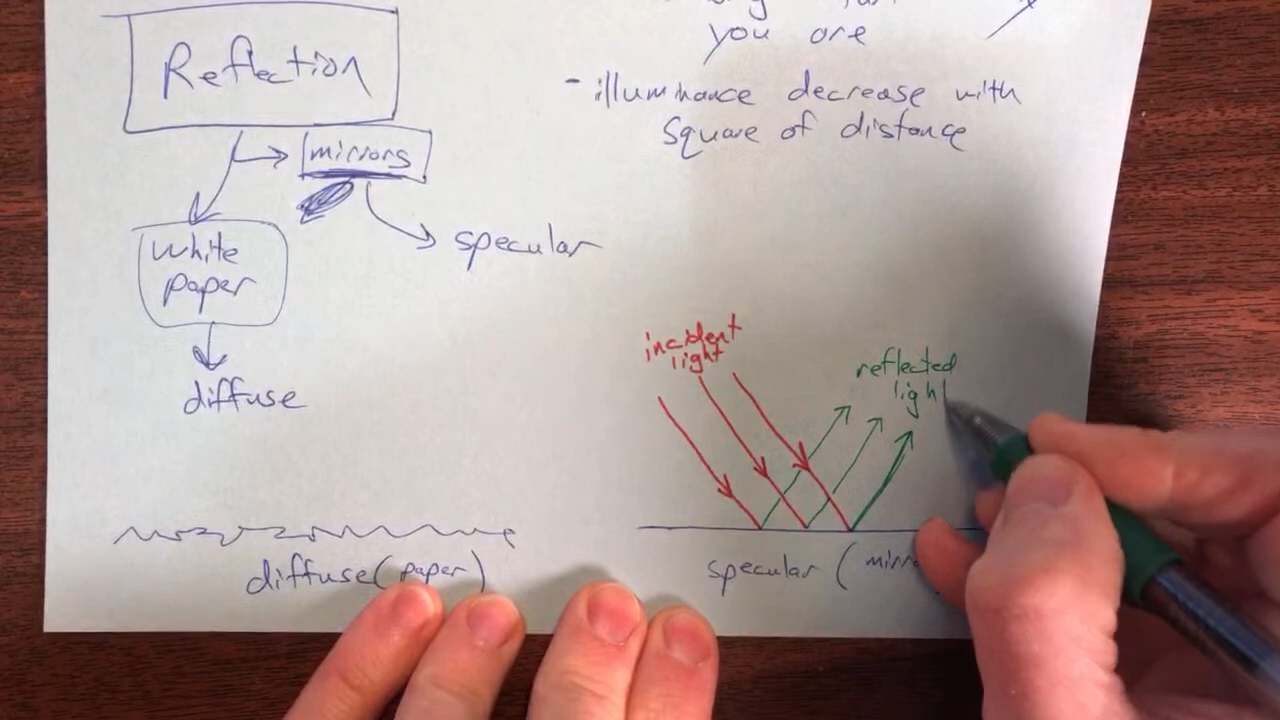 you are
- illuminance decrease with
square of distance
Reflection
mirrors
specular
white
paper
diffuse
incident
light
reflected
ligh
diffuse (paper)
specular (